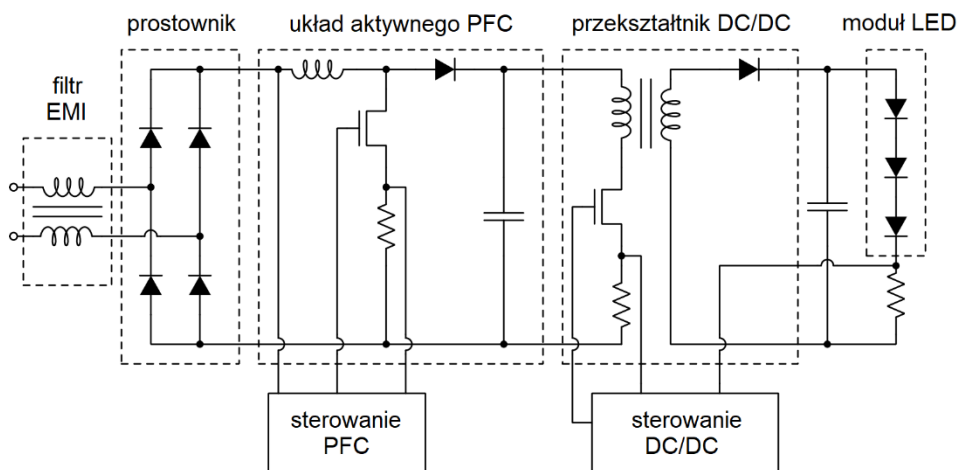 prostownik
układ aktywnego PFC
przekształtnik DC/DC
moduł LED
filtr
EMI
sterowanie
PFC
sterowanie
DC/DC